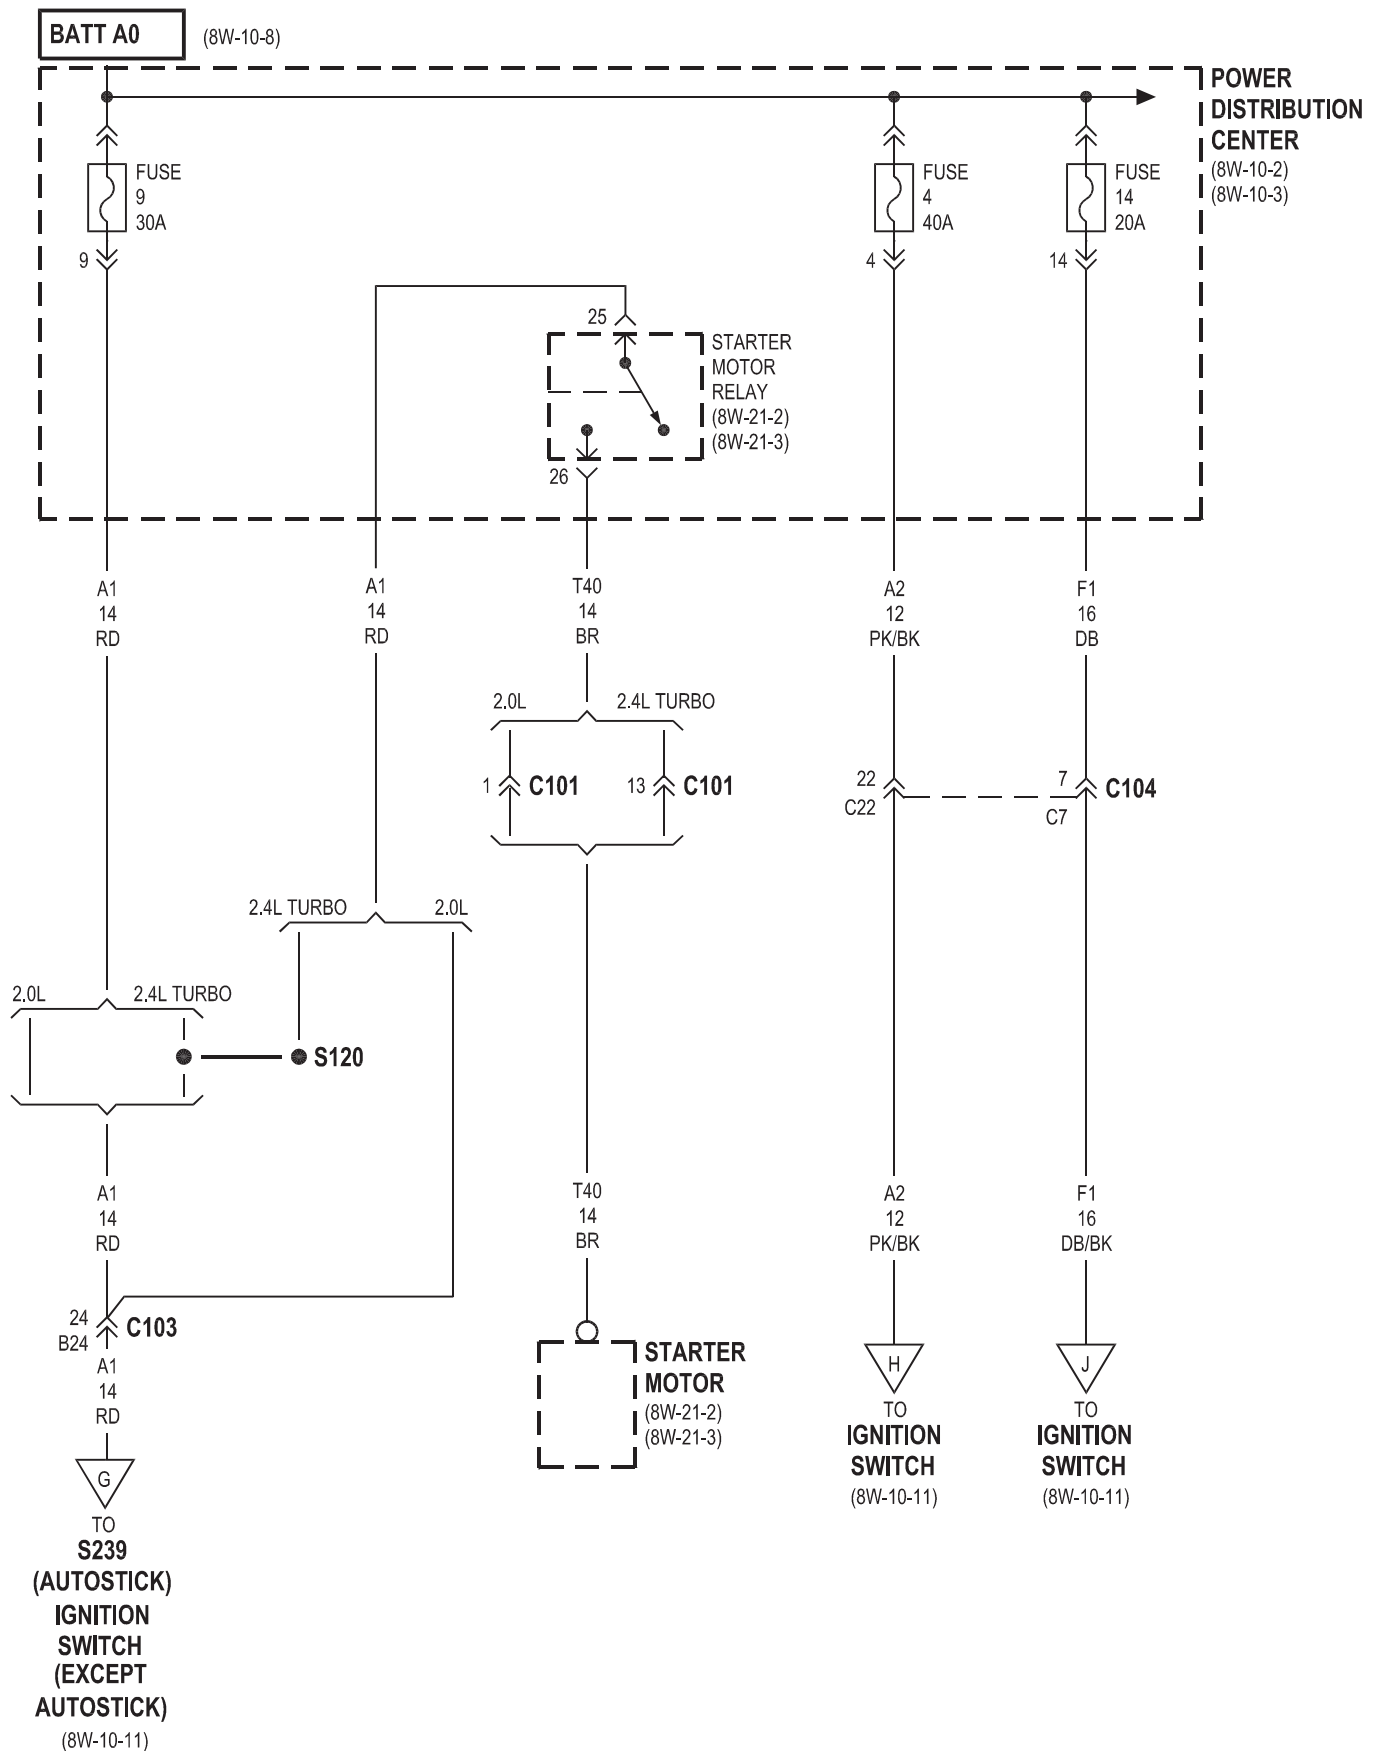 BATT A0
(8W-10-8)
POWER
DISTRIBUTION
CENTER
(8W-10-2)
(8W-10-3)
FUSE
9
30A
9
FUSE
4
40A
4
FUSE
14
20A
14
25
STARTER
MOTOR
RELAY
(8W-21-2)
(8W-21-3)
26
A1
14
RD
A1
14
RD
T40
14
BR
A2
12
PK/BK
F1
16
DB
2.0L
2.4L TURBO
1
C101
13
C101
22
C22
7
C7
C104
2.4L TURBO
2.0L
2.0L
2.4L TURBO
S120
A1
14
RD
T40
14
BR
A2
12
PK/BK
F1
16
DB/BK
24
B24
C103
A1
14
RD
STARTER
MOTOR
(8W-21-2)
(8W-21-3)
H
TO
IGNITION
SWITCH
(8W-10-11)
J
TO
IGNITION
SWITCH
(8W-10-11)
G
TO
S239
(AUTOSTICK)
IGNITION
SWITCH
(EXCEPT
AUTOSTICK)
(8W-10-11)